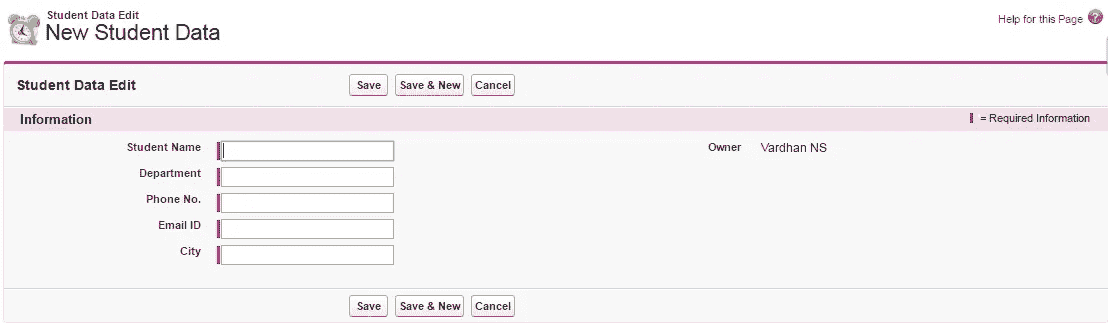 Student Data Edit
New Student Data
Help for this Page ?
Student Data Edit
Save
Save & New
Cancel
Information
= Required Information
Student Name
Owner
Vardhan NS
Department
Phone No.
Email ID
City
Save
Save & New
Cancel